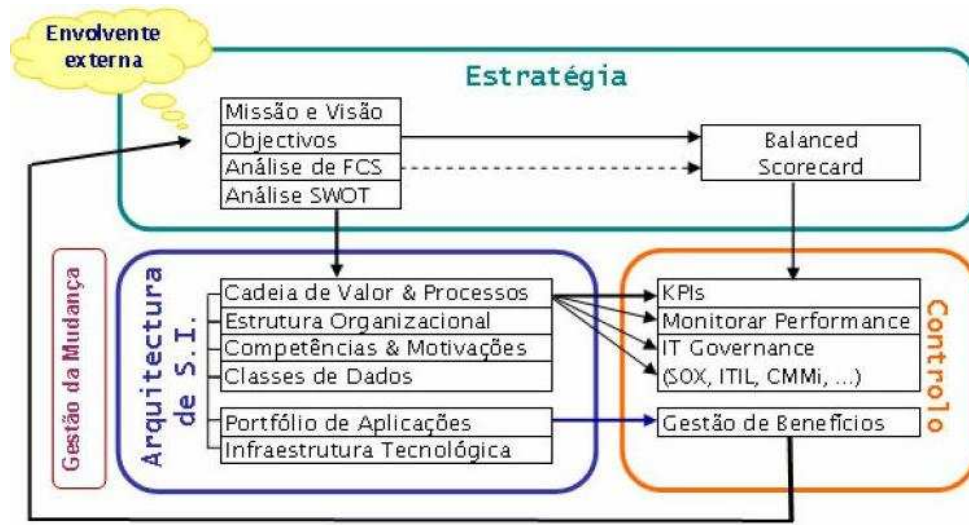 Envolvente
externa
Estratégia
Missão e Visão
Objectivos
Análise de FCS
Análise SWOT
Balanced
Scorecard
Gestão da Mudança
Arquitectura
de S.I.
Cadeia de Valor & Processos
Estrutura Organizacional
Competências & Motivações
Classes de Dados
Portfólio de Aplicações
Infraestrutura Tecnológica
KPIs
Monitorar Performance
IT Governance
(SOX, ITIL, CMMi, ...)
Gestão de Benefícios
Controlo